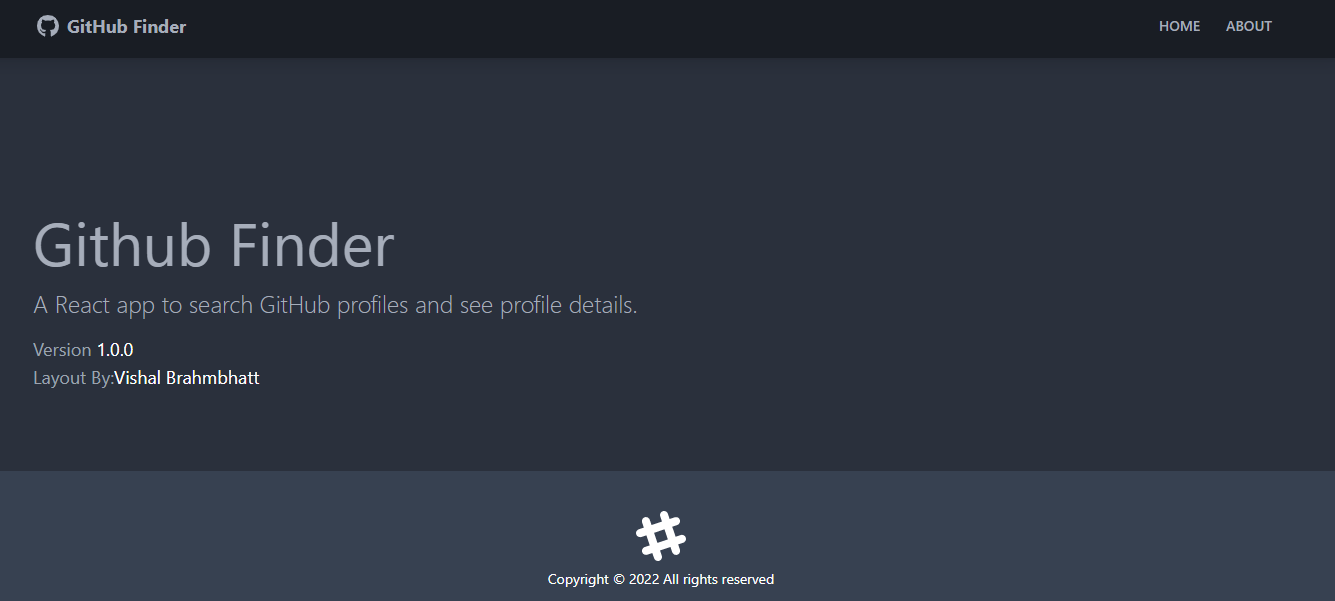 GitHub Finder
HOME ABOUT
Github Finder
A React app to search GitHub profiles and see profile details.
Version 1.0.0
Layout By:Vishal Brahmbhatt
Copyright © 2022 All rights reserved